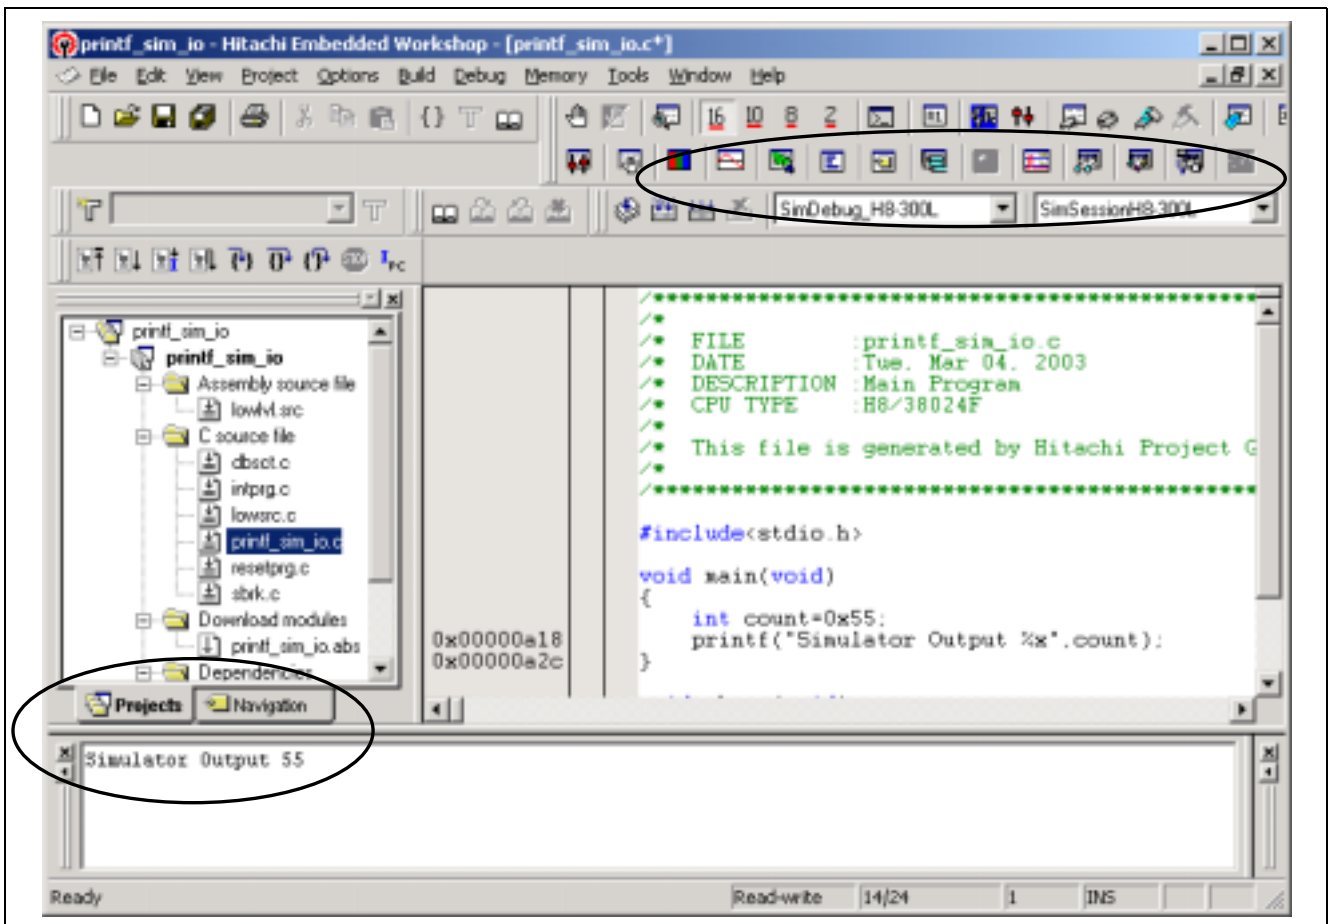 printf_sim_io - Hitachi Embedded Workshop - [printf_sim_io.c*]
File Edit View Project Options Build Debug Memory Tools Window Help
16 10 8 2
SimDebug_H8-300L SimSessionH8-300L
PC
printf_sim_io
printf_sim_io
Assembly source file
lowlvl.src
C source file
dbsct.c
intprg.c
lowsrc.c
printf_sim_io.c
resetprg.c
sbrk.c
Download modules
printf_sim_io.abs
Dependencies
Projects Navigation
/***********************************************
/*
/* FILE :printf_sim_io.c
/* DATE :Tue, Mar 04, 2003
/* DESCRIPTION :Main Program
/* CPU TYPE :H8/38024F
/*
/* This file is generated by Hitachi Project G
/*
/***********************************************
#include<stdio.h>
void main(void)
{
int count=0x55;
0x00000a18 printf("Simulator Output %x",count);
0x00000a2c }
Simulator Output 55
Ready Read-write 14/24 1 INS